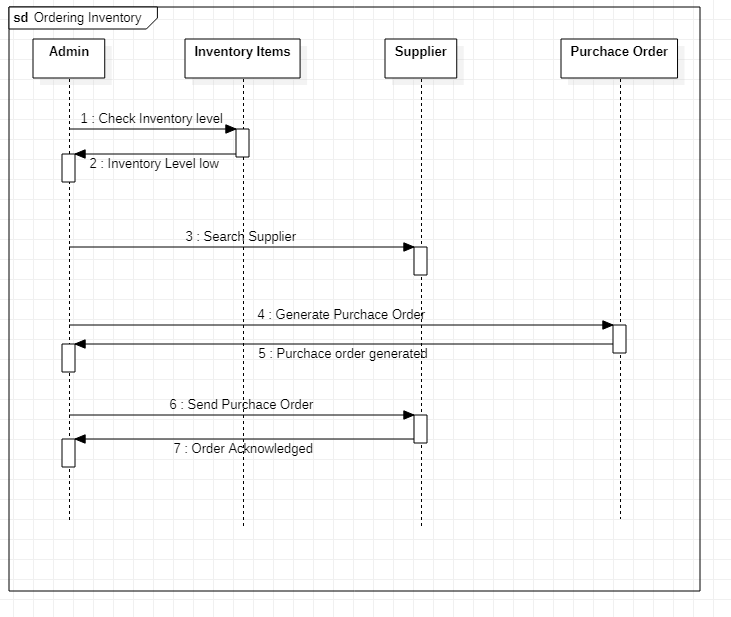 sd Ordering Inventory
Admin
Inventory Items
Supplier
Purchace Order
1 : Check Inventory level
2 : Inventory Level low
3 : Search Supplier
4 : Generate Purchace Order
5 : Purchace order generated
6 : Send Purchace Order
7 : Order Acknowledged